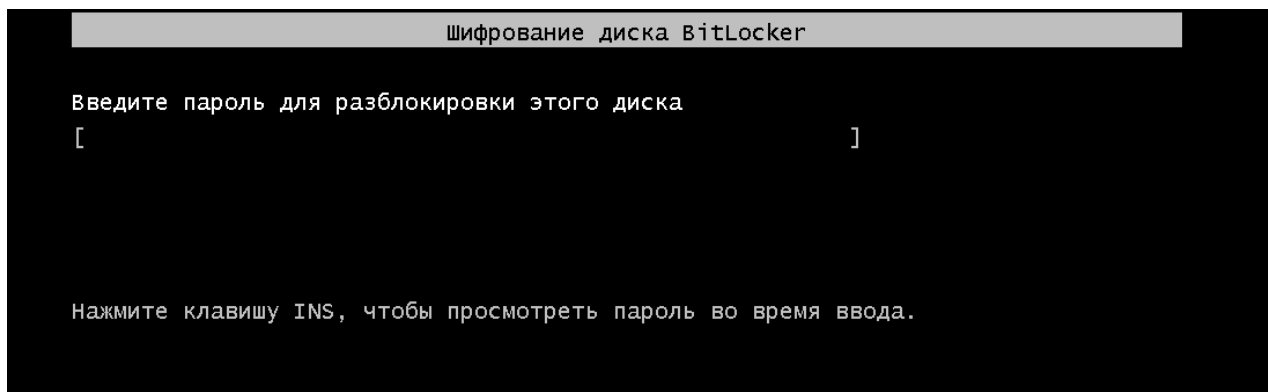 Шифрование диска BitLocker
Введите пароль для разблокировки этого диска
[ ]
Нажмите клавишу INS, чтобы просмотреть пароль во время ввода.